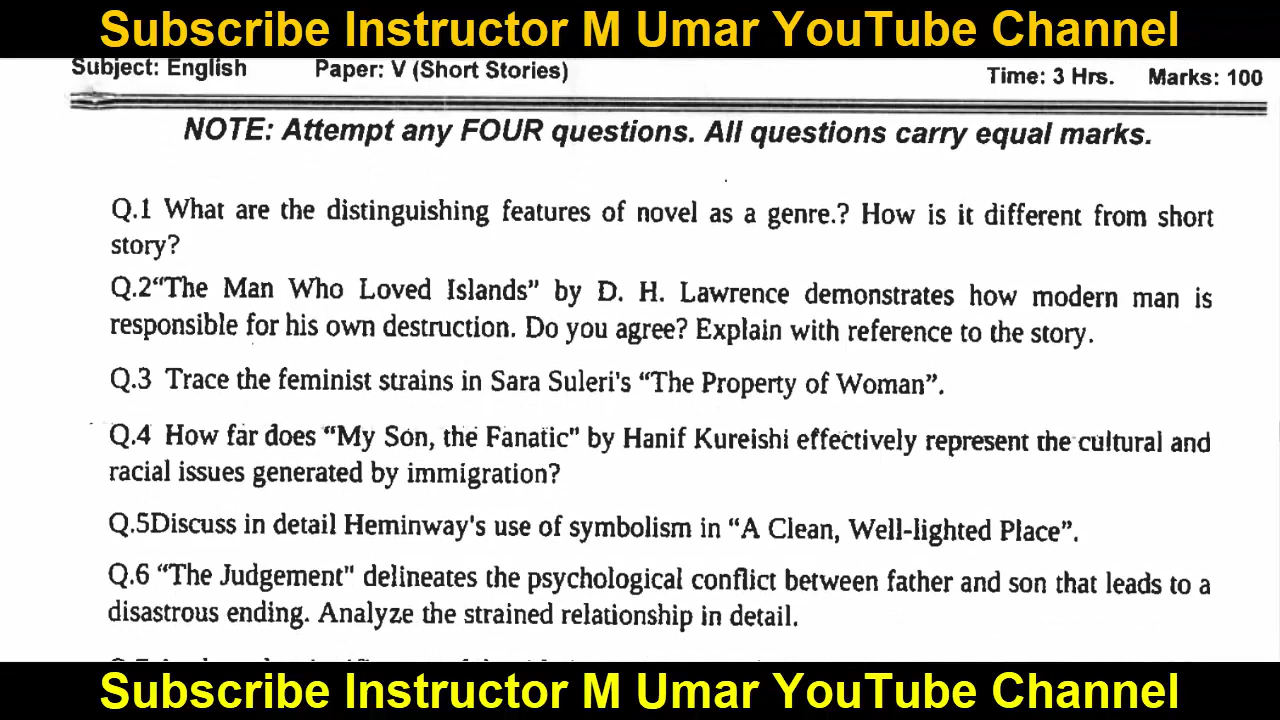 Subscribe Instructor M Umar YouTube Channel
Subject: English Paper: V (Short Stories) Time: 3 Hrs. Marks: 100
NOTE: Attempt any FOUR questions. All questions carry equal marks.
Q.1 What are the distinguishing features of novel as a genre.? How is it different from short
story?
Q.2“The Man Who Loved Islands” by D. H. Lawrence demonstrates how modern man is
responsible for his own destruction. Do you agree? Explain with reference to the story.
Q.3 Trace the feminist strains in Sara Suleri's “The Property of Woman”.
Q.4 How far does “My Son, the Fanatic” by Hanif Kureishi effectively represent the cultural and
racial issues generated by immigration?
Q.5Discuss in detail Heminway's use of symbolism in “A Clean, Well-lighted Place”.
Q.6 “The Judgement" delineates the psychological conflict between father and son that leads to a
disastrous ending. Analyze the strained relationship in detail.
Subscribe Instructor M Umar YouTube Channel